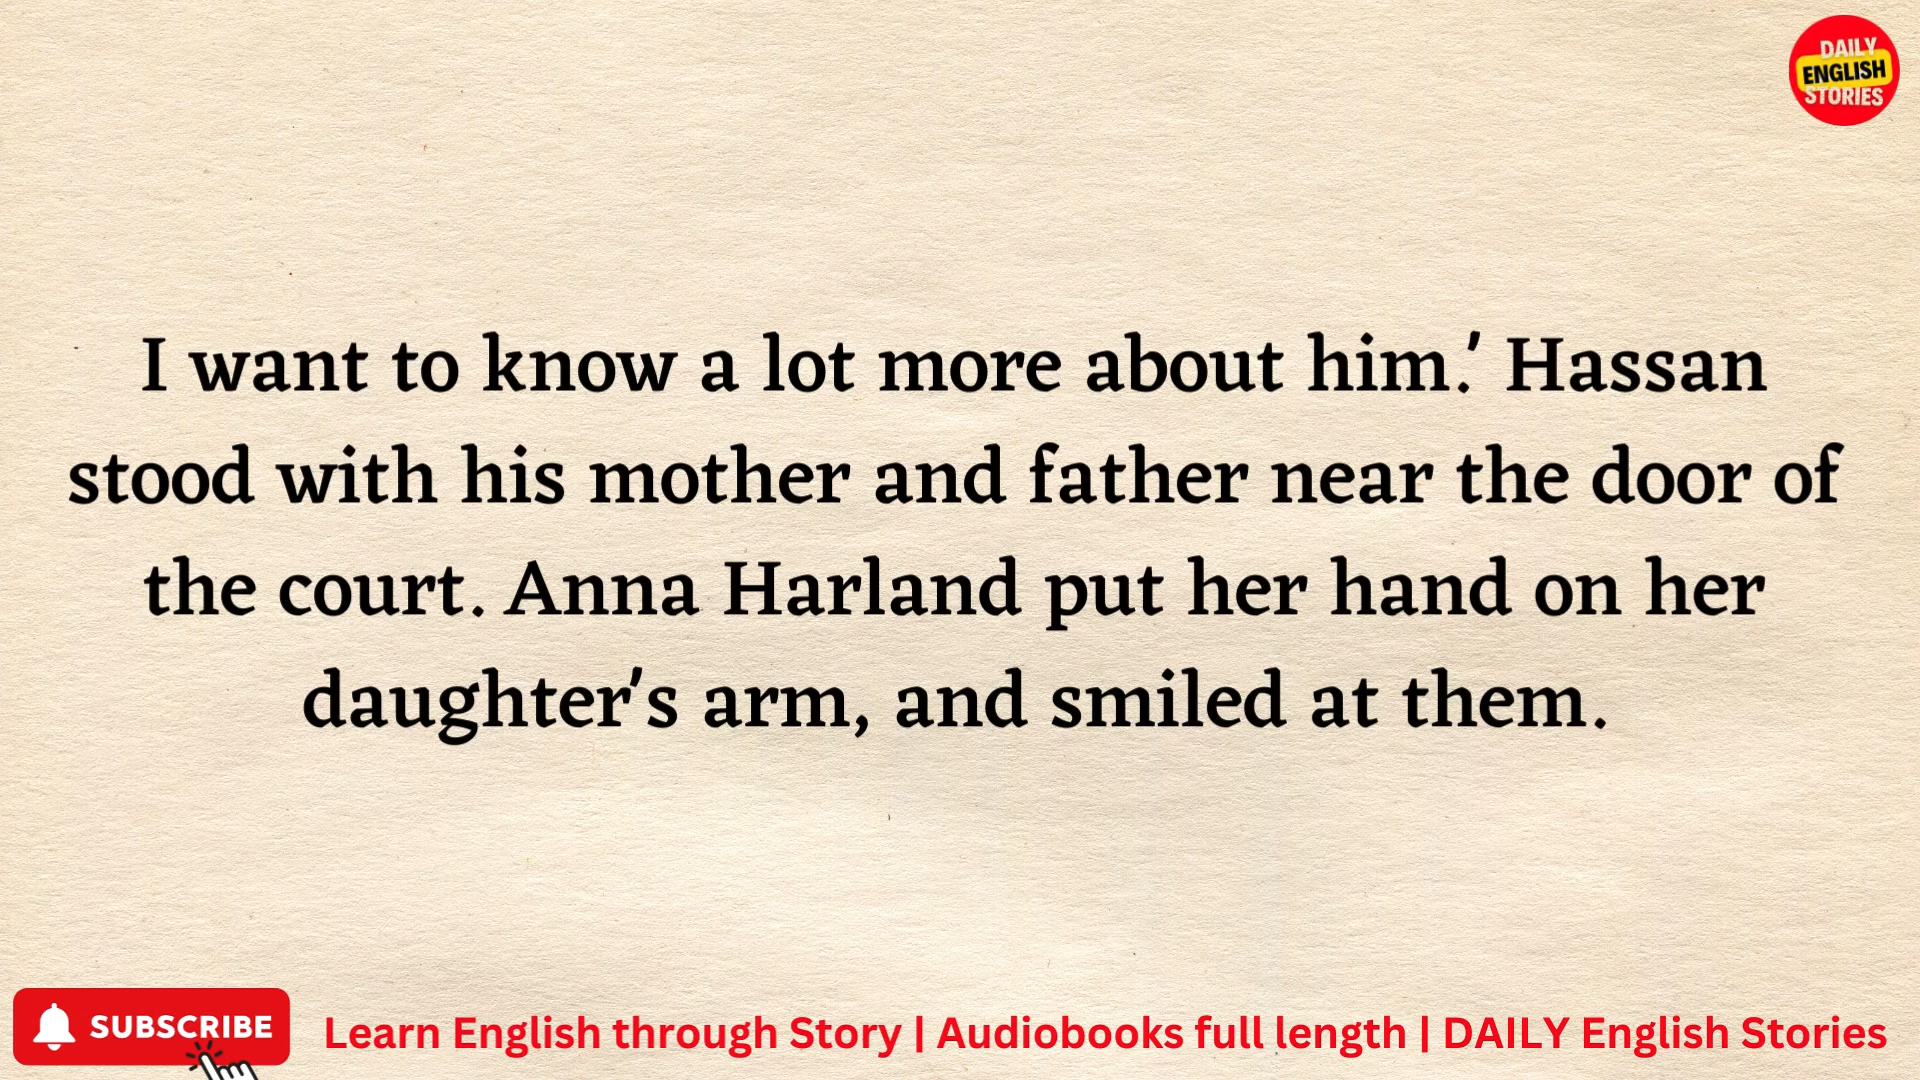 DAILY
ENGLISH
STORIES
I want to know a lot more about him.' Hassan
stood with his mother and father near the door of
the court. Anna Harland put her hand on her
daughter's arm, and smiled at them.
SUBSCRIBE
Learn English through Story | Audiobooks full length | DAILY English Stories